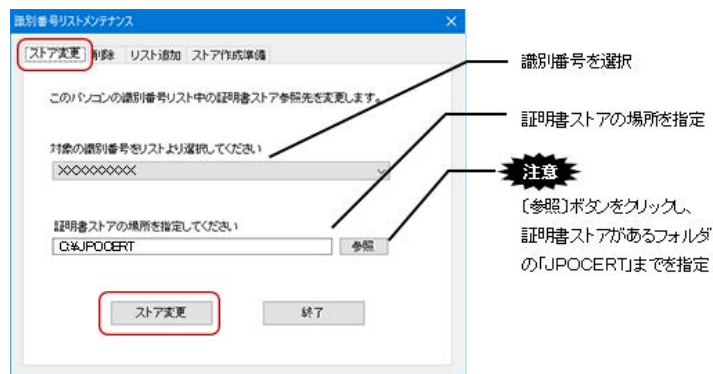 識別番号リストメンテナンス
ストア変更 削除 リスト追加 ストア作成準備
このパソコンの識別番号リスト中の証明書ストア参照先を変更します。
対象の識別番号をリストより選択してください
XXXXXXXXXX
証明書ストアの場所を指定してください
C:¥JPOCERT
参照
ストア変更
終了
識別番号を選択
証明書ストアの場所を指定
注意
〔参照〕ボタンをクリックし、
証明書ストアがあるフォルダ
の「JPOCERT」までを指定